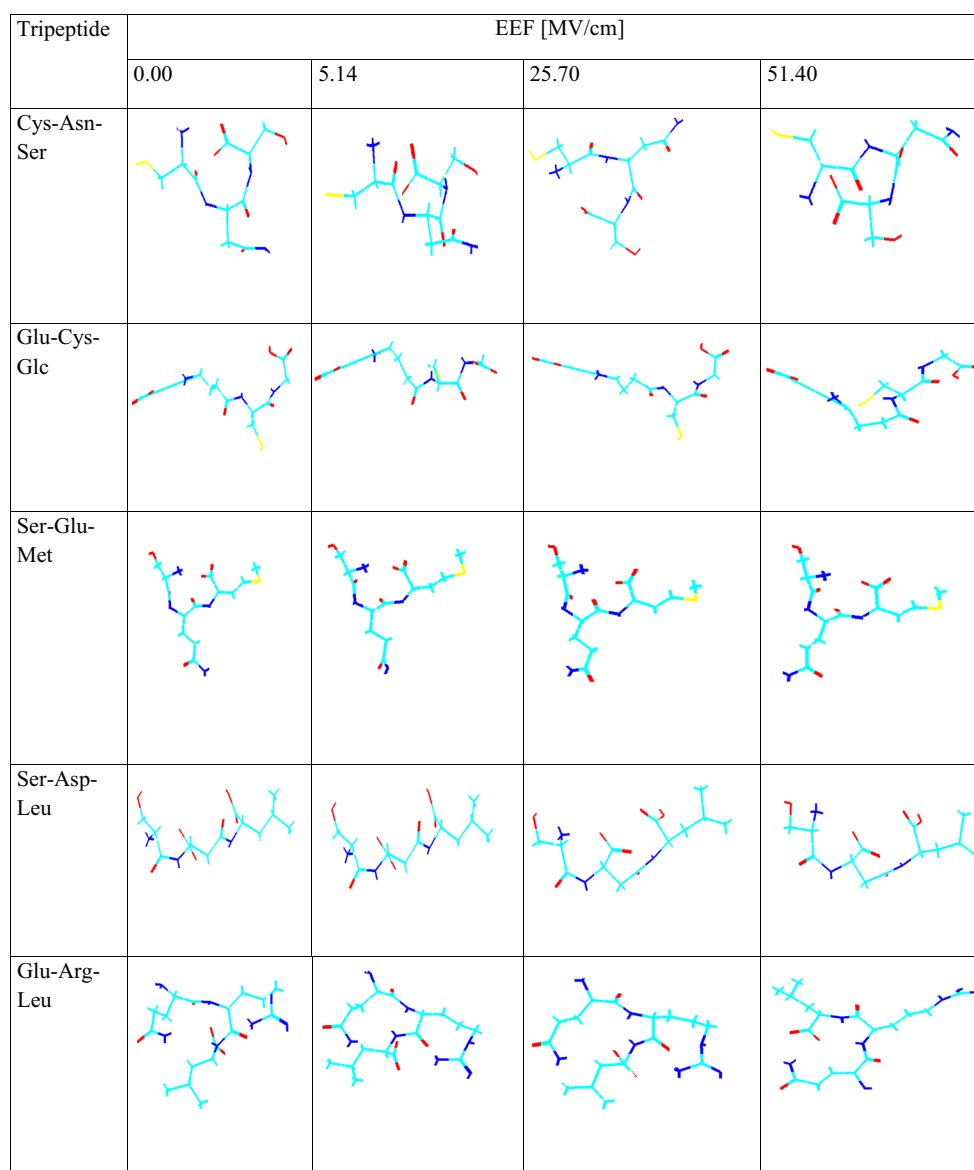 Tripeptide
EEF [MV/cm]
0.00
5.14
25.70
51.40
Cys-Asn-
Ser
Glu-Cys-
Glc
Ser-Glu-
Met
Ser-Asp-
Leu
Glu-Arg-
Leu